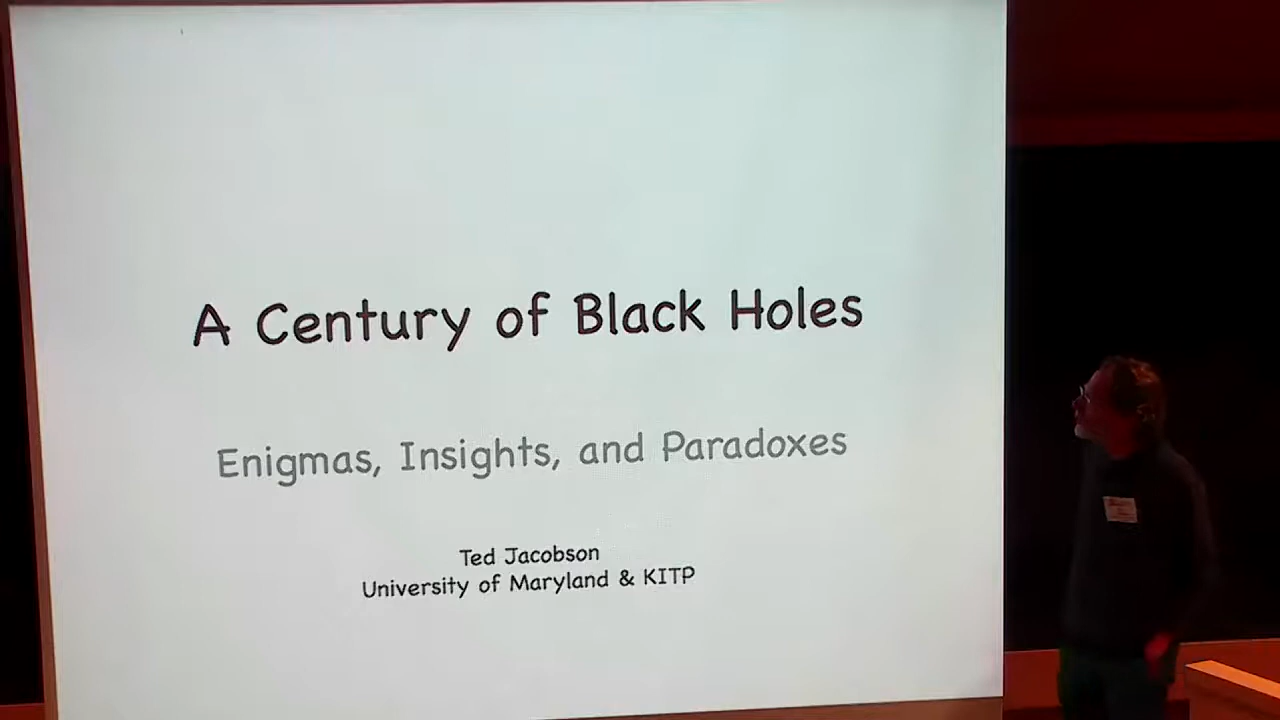 A Century of Black Holes
Enigmas, Insights, and Paradoxes
Ted Jacobson
University of Maryland & KITP